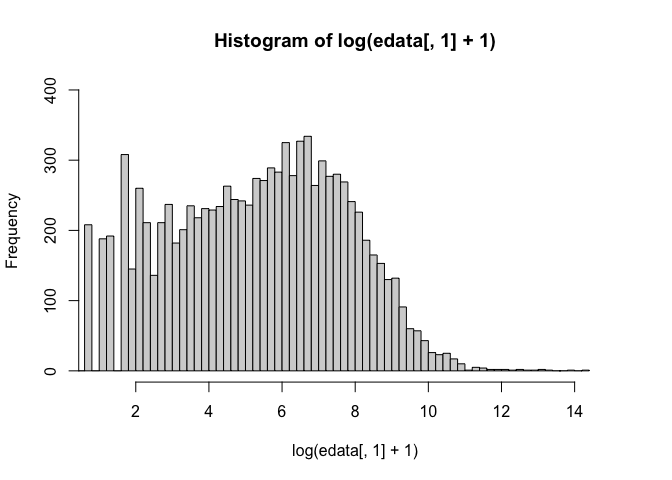 Histogram of log(edata[, 1] + 1)
400
300
200
100
0
Frequency
2 4 6 8 10 12 14
log(edata[, 1] + 1)